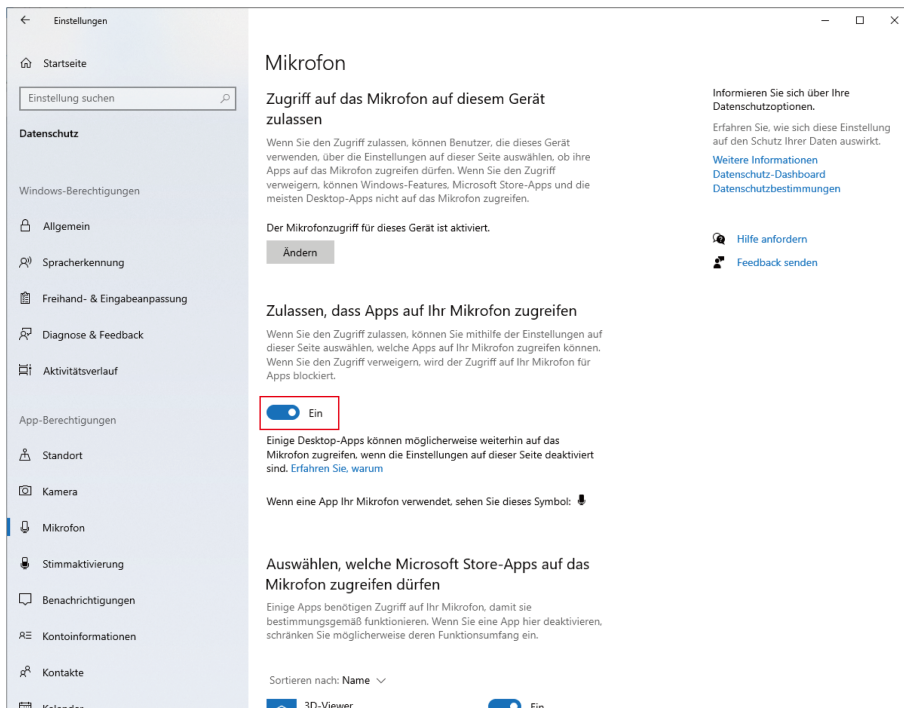 Einstellungen
Startseite
Einstellung suchen
Datenschutz
Windows-Berechtigungen
Allgemein
Spracherkennung
Freihand- & Eingabeanpassung
Diagnose & Feedback
Aktivitätsverlauf
App-Berechtigungen
Standort
Kamera
Mikrofon
Stimmaktivierung
Benachrichtigungen
Kontoinformationen
Kontakte
Kalender
Mikrofon
Zugriff auf das Mikrofon auf diesem Gerät
zulassen
Wenn Sie den Zugriff zulassen, können Benutzer, die dieses Gerät
verwenden, über die Einstellungen auf dieser Seite auswählen, ob ihre
Apps auf das Mikrofon zugreifen dürfen. Wenn Sie den Zugriff
verweigern, können Windows-Features, Microsoft Store-Apps und die
meisten Desktop-Apps nicht auf das Mikrofon zugreifen.
Der Mikrofonzugriff für dieses Gerät ist aktiviert.
Ändern
Zulassen, dass Apps auf Ihr Mikrofon zugreifen
Wenn Sie den Zugriff zulassen, können Sie mithilfe der Einstellungen auf
dieser Seite auswählen, welche Apps auf Ihr Mikrofon zugreifen können.
Wenn Sie den Zugriff verweigern, wird der Zugriff auf Ihr Mikrofon für
Apps blockiert.
Ein
Einige Desktop-Apps können möglicherweise weiterhin auf das
Mikrofon zugreifen, wenn die Einstellungen auf dieser Seite deaktiviert
sind. Erfahren Sie, warum
Wenn eine App Ihr Mikrofon verwendet, sehen Sie dieses Symbol:
Auswählen, welche Microsoft Store-Apps auf das
Mikrofon zugreifen dürfen
Einige Apps benötigen Zugriff auf Ihr Mikrofon, damit sie
bestimmungsgemäß funktionieren. Wenn Sie eine App hier deaktivieren,
schränken Sie möglicherweise deren Funktionsumfang ein.
Sortieren nach: Name
3D-Viewer Ein
Informieren Sie sich über Ihre
Datenschutzoptionen.
Erfahren Sie, wie sich diese Einstellung
auf den Schutz Ihrer Daten auswirkt.
Weitere Informationen
Datenschutz-Dashboard
Datenschutzbestimmungen
Hilfe anfordern
Feedback senden